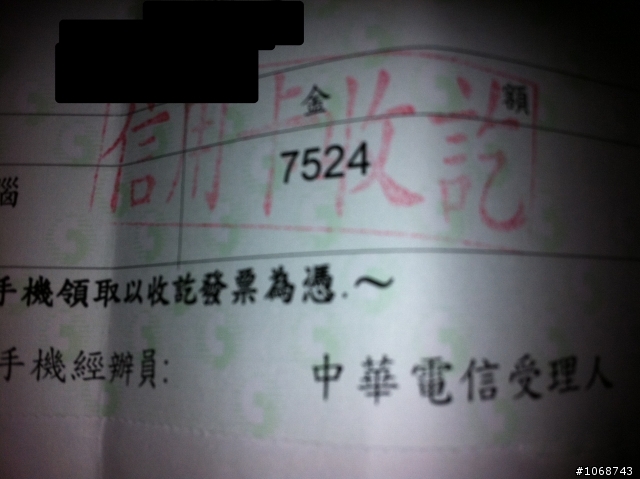 金 額
信用卡收訖
7524
腦
手機領取以收訖發票為憑.～
手機經辦員:
中華電信受理人
#1068743